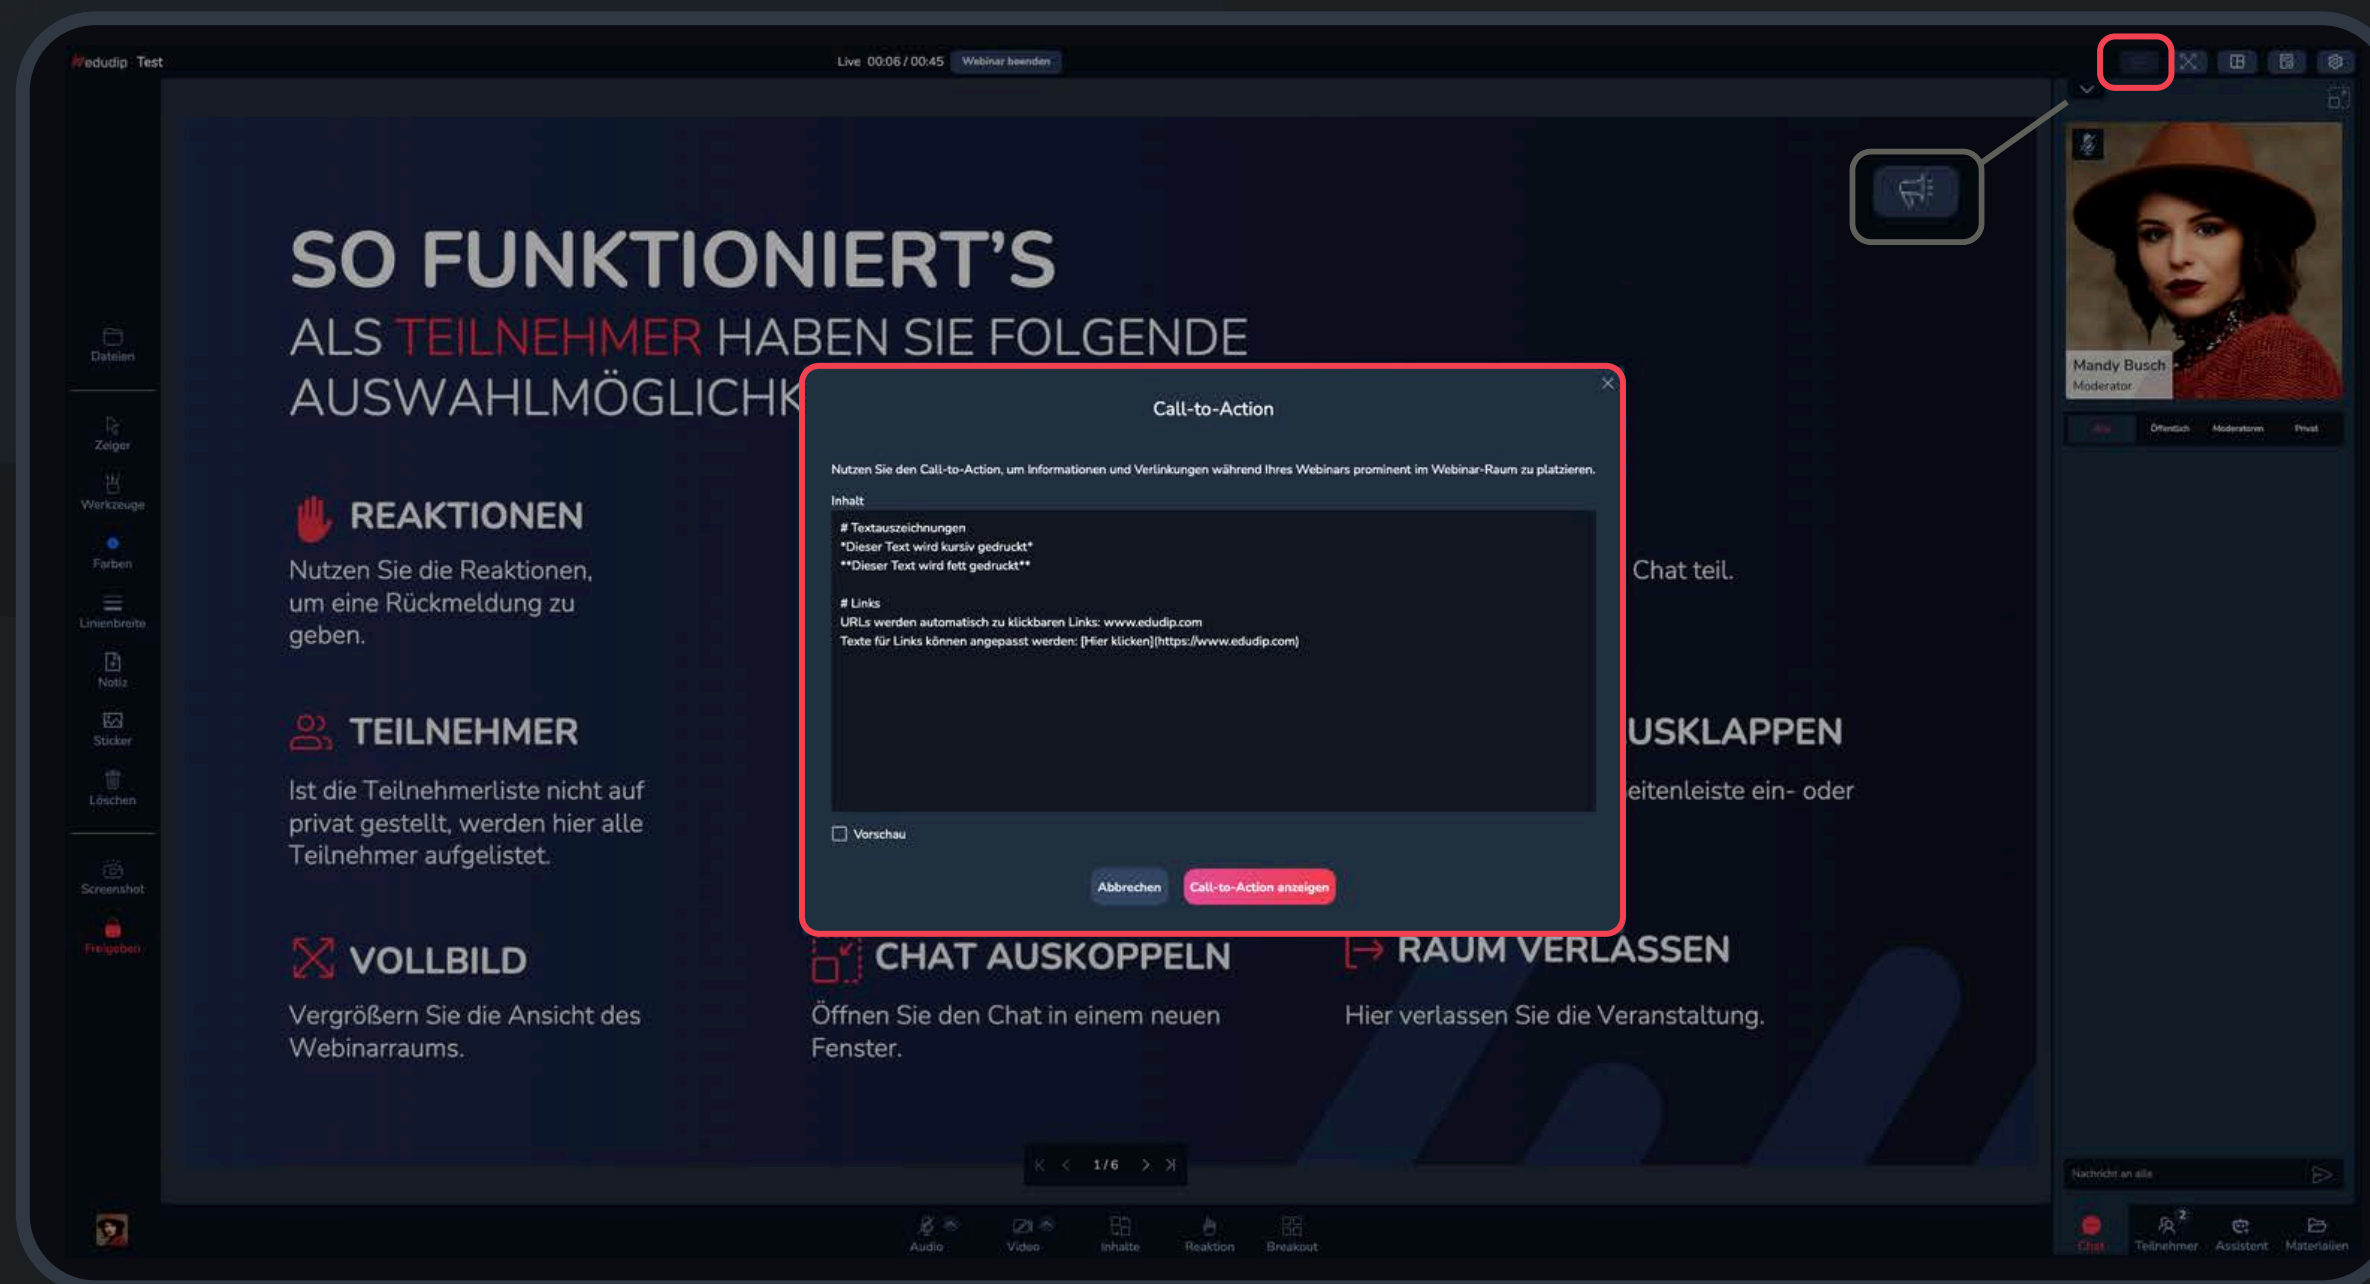 edudip Test
Live 00:06 / 00:45 Webinar beenden
SO FUNKTIONIERT'S
ALS TEILNEHMER HABEN SIE FOLGENDE
AUSWAHLMÖGLICHK
Dateien
Zeiger
Werkzeuge
Farben
Linienbreite
Notiz
Sticker
Löschen
Screenshot
Freigeben
REAKTIONEN
Nutzen Sie die Reaktionen,
um eine Rückmeldung zu
geben.
TEILNEHMER
Ist die Teilnehmerliste nicht auf
privat gestellt, werden hier alle
Teilnehmer aufgelistet.
VOLLBILD
Vergrößern Sie die Ansicht des
Webinarraums.
Call-to-Action
Nutzen Sie den Call-to-Action, um Informationen und Verlinkungen während Ihres Webinars prominent im Webinar-Raum zu platzieren.
Inhalt
# Textauszeichnungen
*Dieser Text wird kursiv gedruckt*
**Dieser Text wird fett gedruckt**
# Links
URLs werden automatisch zu klickbaren Links: www.edudip.com
Texte für Links können angepasst werden: [Hier klicken](https://www.edudip.com)
Vorschau
Abbrechen Call-to-Action anzeigen
Chat teil.
USKLAPPEN
eitenleiste ein- oder
CHAT AUSKOPPELN
Öffnen Sie den Chat in einem neuen
Fenster.
RAUM VERLASSEN
Hier verlassen Sie die Veranstaltung.
1/6
Audio Video Inhalte Reaktion Breakout
Mandy Busch
Moderator
Alle Öffentlich Moderatoren Privat
Nachricht an alle
2
Chat Teilnehmer Assistent Materialien